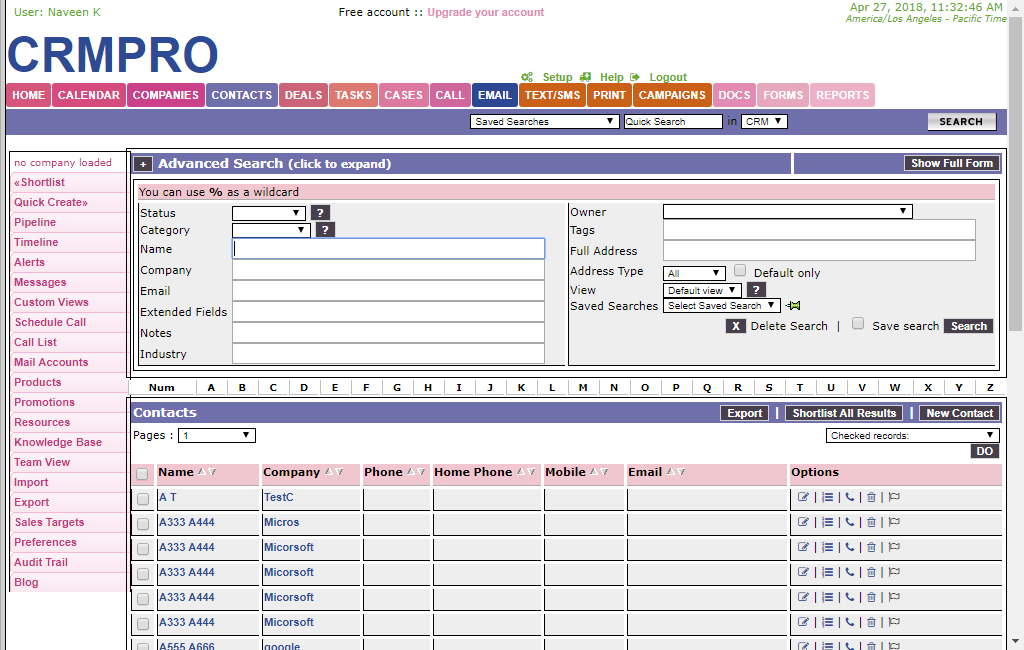 User: Naveen K
Free account :: Upgrade your account
Apr 27, 2018, 11:32:46 AM
America/Los Angeles - Pacific Time
CRMPRO
Setup Help Logout
HOME CALENDAR COMPANIES CONTACTS DEALS TASKS CASES CALL EMAIL TEXT/SMS PRINT CAMPAIGNS DOCS FORMS REPORTS
Saved Searches Quick Search in CRM SEARCH
no company loaded
«Shortlist
Quick Create»
Pipeline
Timeline
Alerts
Messages
Custom Views
Schedule Call
Call List
Mail Accounts
Products
Promotions
Resources
Knowledge Base
Team View
Import
Export
Sales Targets
Preferences
Audit Trail
Blog
+ Advanced Search (click to expand) Show Full Form
You can use % as a wildcard
Status ?
Category ?
Name
Company
Email
Extended Fields
Notes
Industry
Owner
Tags
Full Address
Address Type All Default only
View Default view ?
Saved Searches Select Saved Search
X Delete Search | Save search Search
Num A B C D E F G H I J K L M N O P Q R S T U V W X Y Z
Contacts Export | Shortlist All Results | New Contact
Pages : 1 Checked records:
DO
Name Company Phone Home Phone Mobile Email Options
A T TestC | | | |
A333 A444 Micros | | | |
A333 A444 Micorsoft | | | |
A333 A444 Micorsoft | | | |
A333 A444 Micorsoft | | | |
A333 A444 Micorsoft | | | |
A555 A666 google | | | |